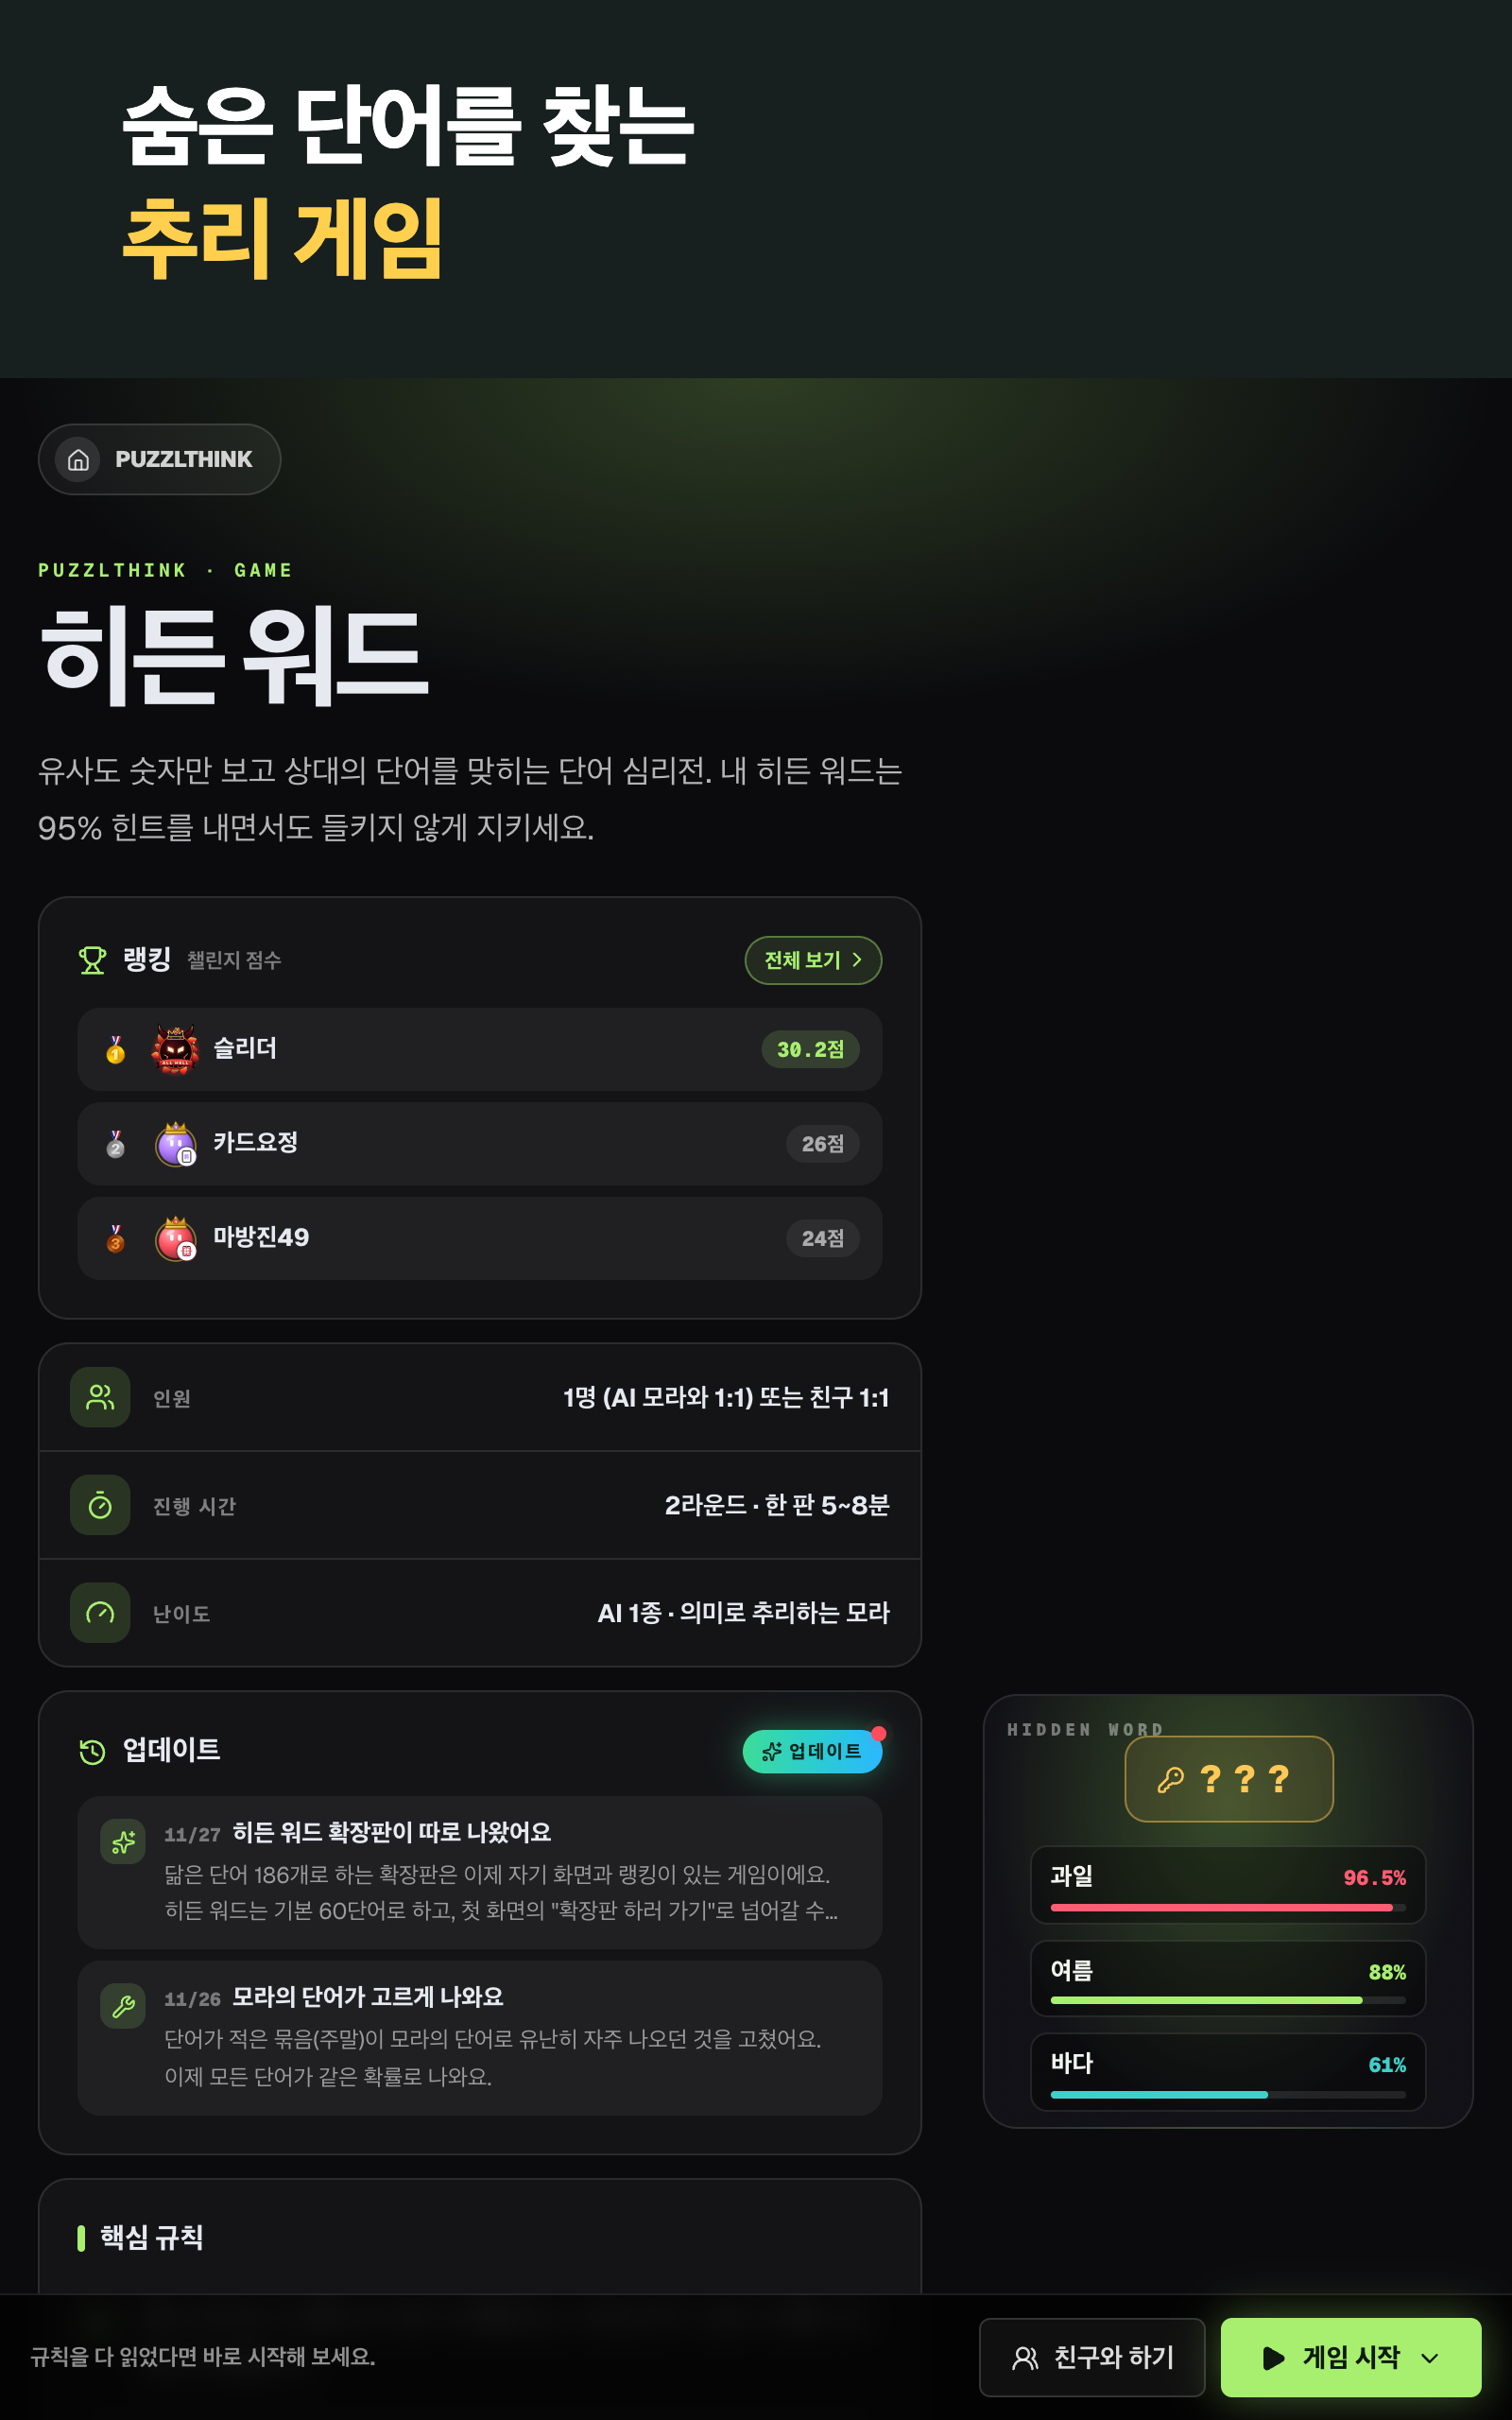 숨은 단어를 찾는
추리 게임
PUZZLTHINK
PUZZLTHINK · GAME
히든 워드
유사도 숫자만 보고 상대의 단어를 맞히는 단어 심리전. 내 히든 워드는
95% 힌트를 내면서도 들키지 않게 지키세요.
랭킹 챌린지 점수 전체 보기
1 슬리더 30.2점
2 카드요정 26점
3 마방진49 24점
인원 1명 (AI 모라와 1:1) 또는 친구 1:1
진행 시간 2라운드 · 한 판 5~8분
난이도 AI 1종 · 의미로 추리하는 모라
업데이트 업데이트
11/27 히든 워드 확장판이 따로 나왔어요
닮은 단어 186개로 하는 확장판은 이제 자기 화면과 랭킹이 있는 게임이에요.
히든 워드는 기본 60단어로 하고, 첫 화면의 "확장판 하러 가기"로 넘어갈 수...
11/26 모라의 단어가 고르게 나와요
단어가 적은 묶음(주말)이 모라의 단어로 유난히 자주 나오던 것을 고쳤어요.
이제 모든 단어가 같은 확률로 나와요.
HIDDEN WORD
? ? ?
과일 96.5%
여름 88%
바다 61%
핵심 규칙
규칙을 다 읽었다면 바로 시작해 보세요.
친구와 하기
게임 시작